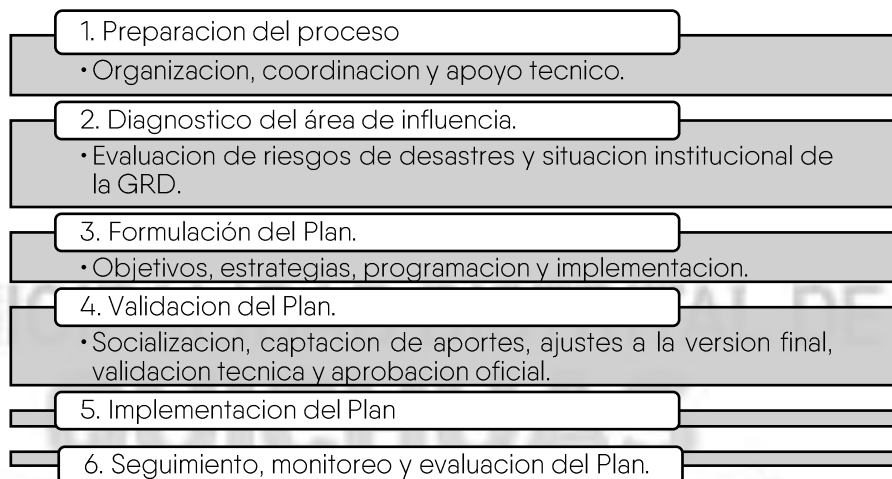 1. Preparacion del proceso
• Organizacion, coordinacion y apoyo tecnico.
2. Diagnostico del área de influencia.
• Evaluacion de riesgos de desastres y situacion institucional de
la GRD.
3. Formulación del Plan.
• Objetivos, estrategias, programacion y implementacion.
4. Validacion del Plan.
• Socializacion, captacion de aportes, ajustes a la version final,
validacion tecnica y aprobacion oficial.
5. Implementacion del Plan
6. Seguimiento, monitoreo y evaluacion del Plan.